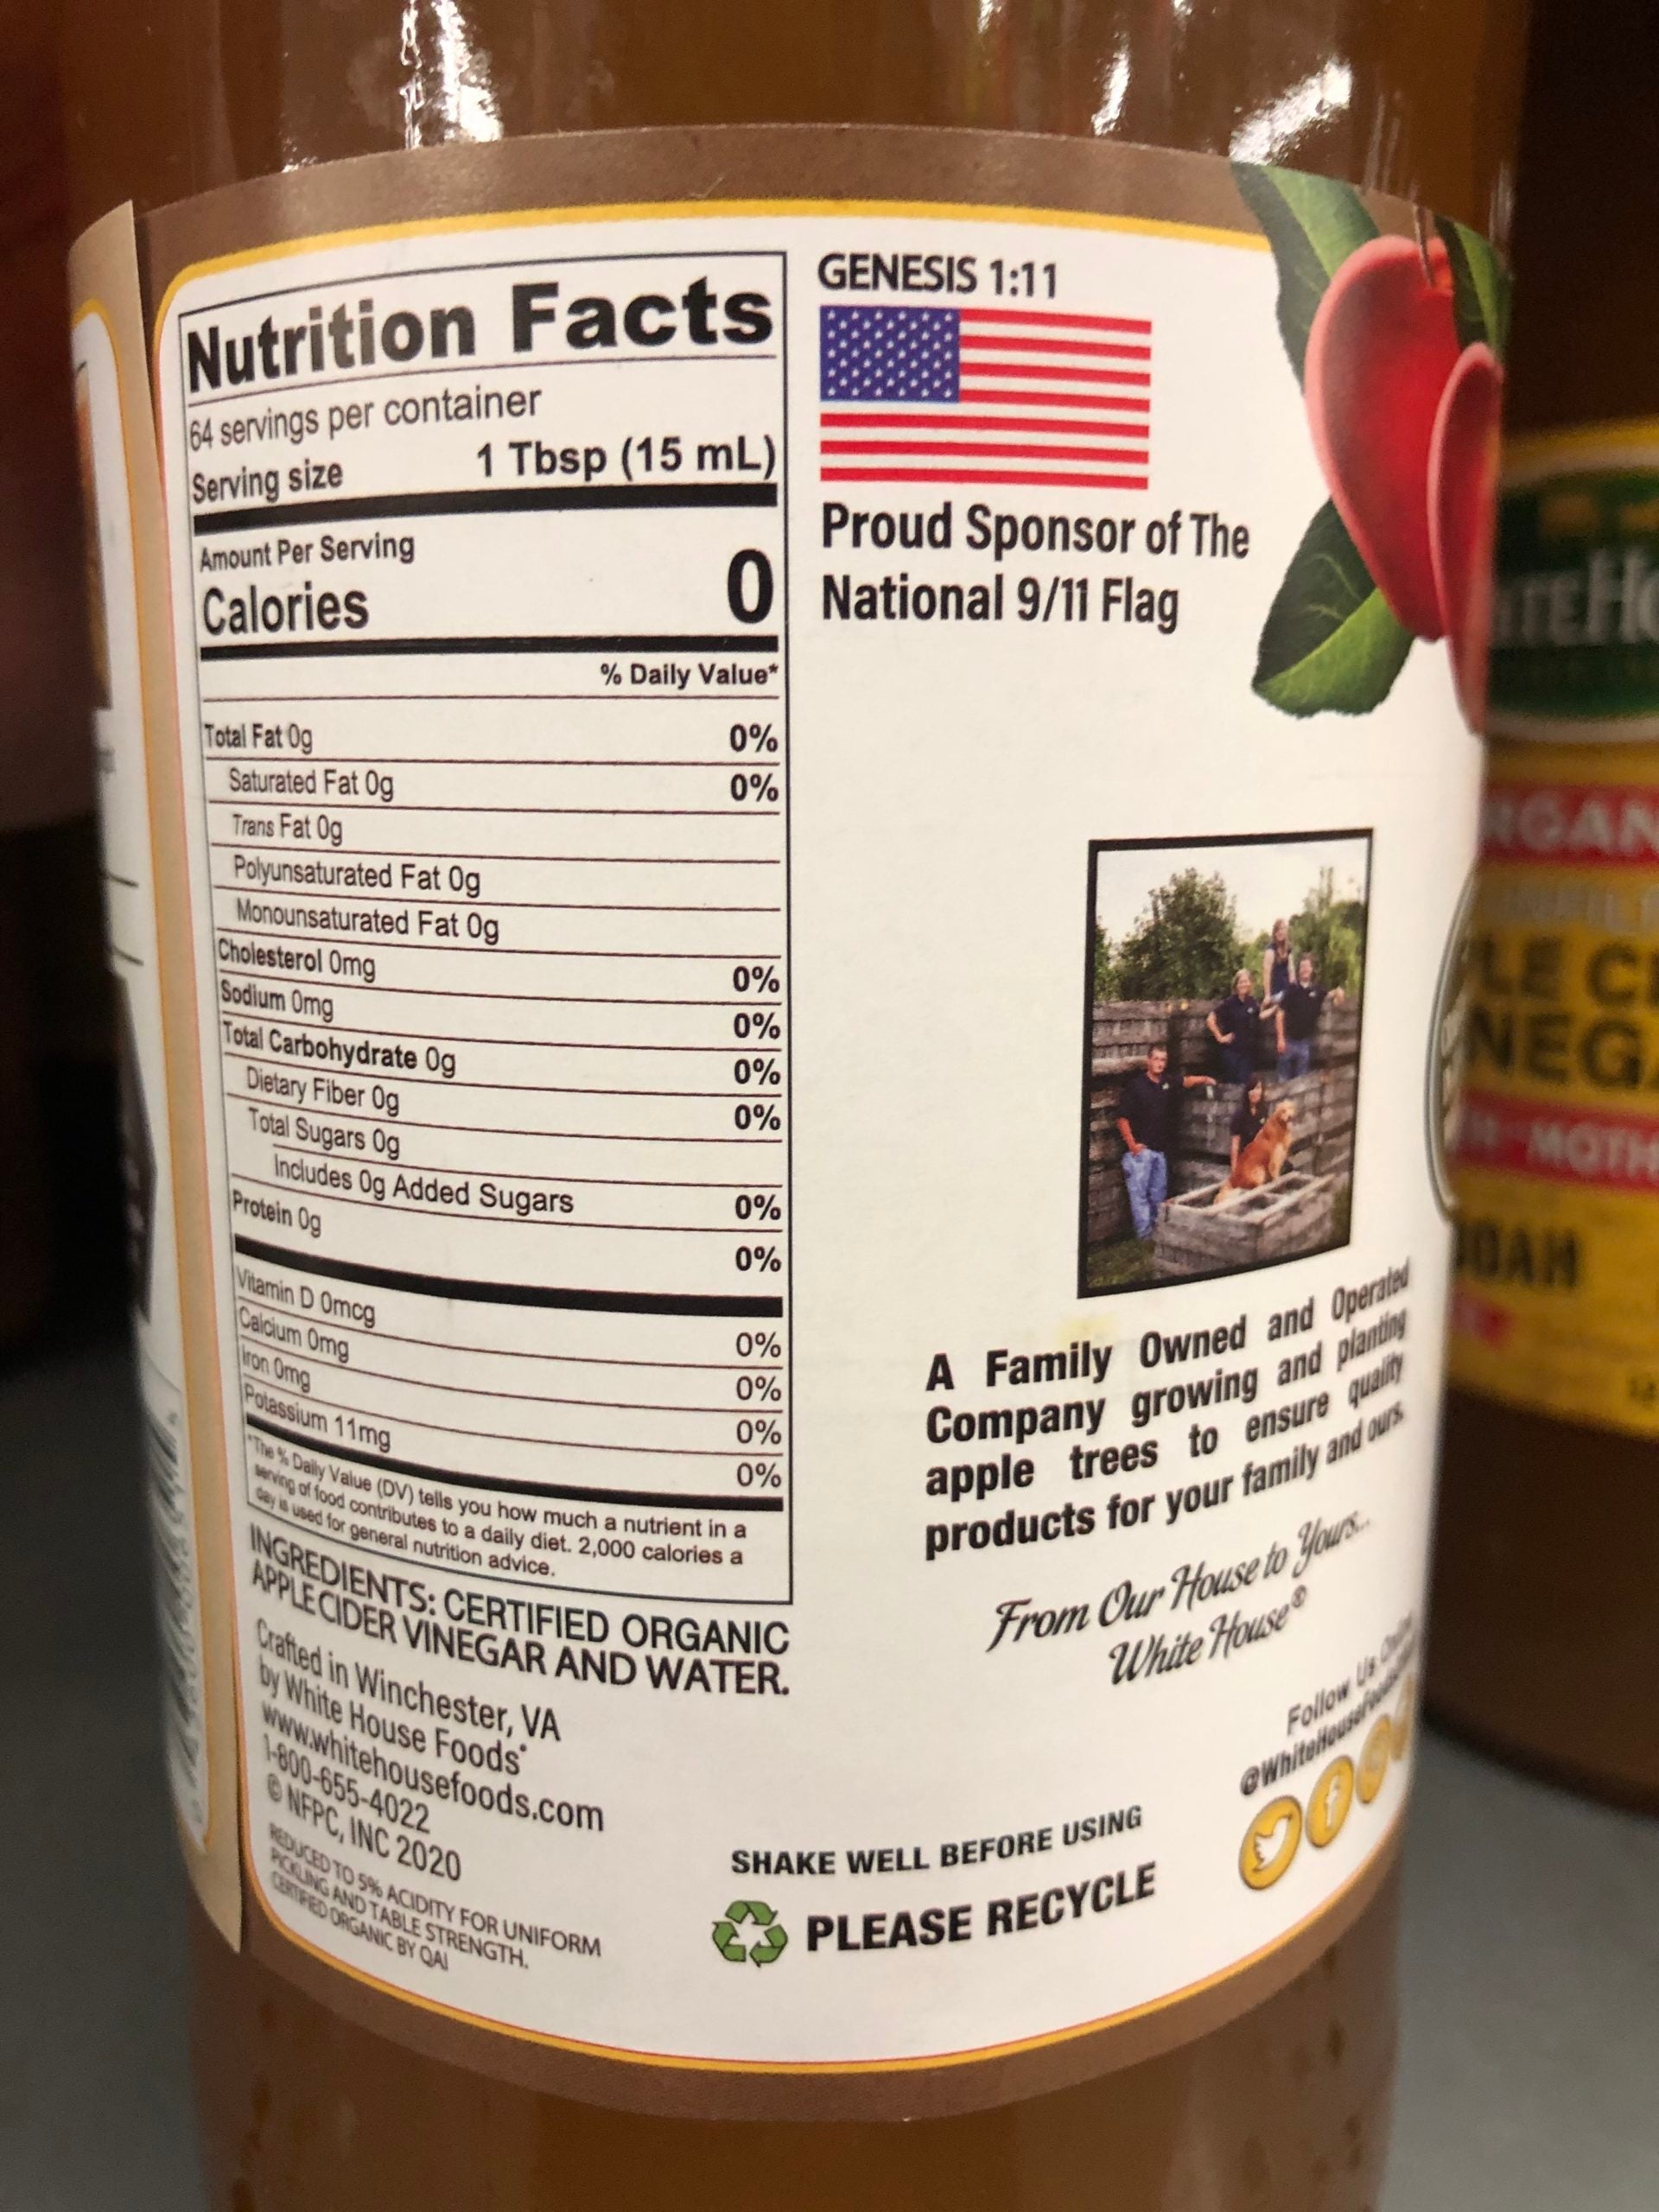 Nutrition Facts
64 servings per container
Serving size 1 Tbsp (15 mL)
Amount Per Serving
Calories 0
% Daily Value*
Total Fat 0g 0%
Saturated Fat 0g 0%
Trans Fat 0g
Polyunsaturated Fat 0g
Monounsaturated Fat 0g
Cholesterol 0mg 0%
Sodium 0mg 0%
Total Carbohydrate 0g 0%
Dietary Fiber 0g 0%
Total Sugars 0g
Includes 0g Added Sugars 0%
Protein 0g 0%
Vitamin D 0mcg 0%
Calcium 0mg 0%
Iron 0mg 0%
Potassium 11mg 0%
*The % Daily Value (DV) tells you how much a nutrient in a
serving of food contributes to a daily diet. 2,000 calories a
day is used for general nutrition advice.
INGREDIENTS: CERTIFIED ORGANIC
APPLE CIDER VINEGAR AND WATER.
Crafted in Winchester, VA
by White House Foods
www.whitehousefoods.com
1-800-655-4022
© NFPC, INC 2020
REDUCED TO 5% ACIDITY FOR UNIFORM
PICKLING AND TABLE STRENGTH.
CERTIFIED ORGANIC BY QAI
GENESIS 1:11
Proud Sponsor of The
National 9/11 Flag
A Family Owned and Operated
Company growing and planting
apple trees to ensure quality
products for your family and ours.
From Our House to Yours...
White House®
Follow Us
SHAKE WELL BEFORE USING
PLEASE RECYCLE